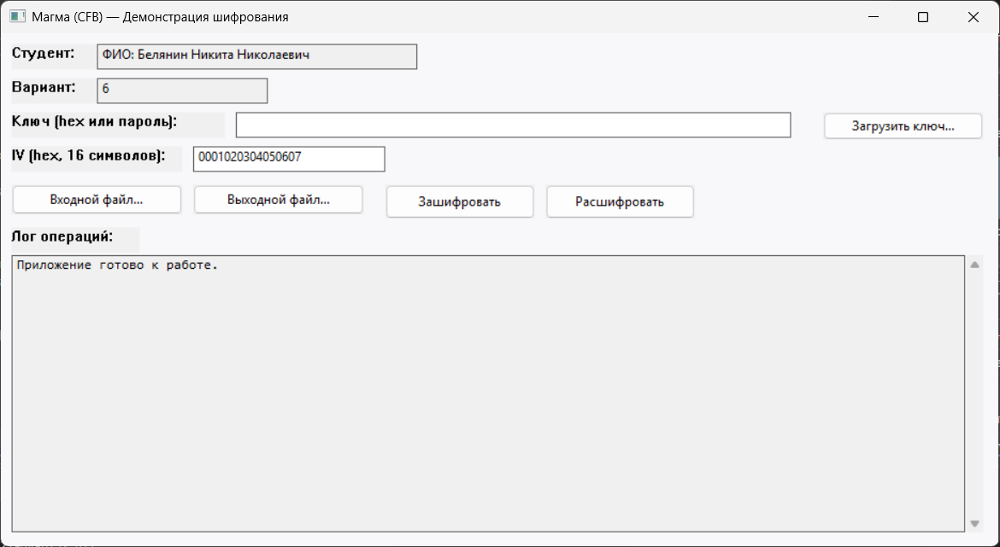 Магма (CFB) — Демонстрация шифрования
Студент: ФИО: Белянин Никита Николаевич
Вариант: 6
Ключ (hex или пароль): Загрузить ключ...
IV (hex, 16 символов): 0001020304050607
Входной файл... Выходной файл... Зашифровать Расшифровать
Лог операций:
Приложение готово к работе.